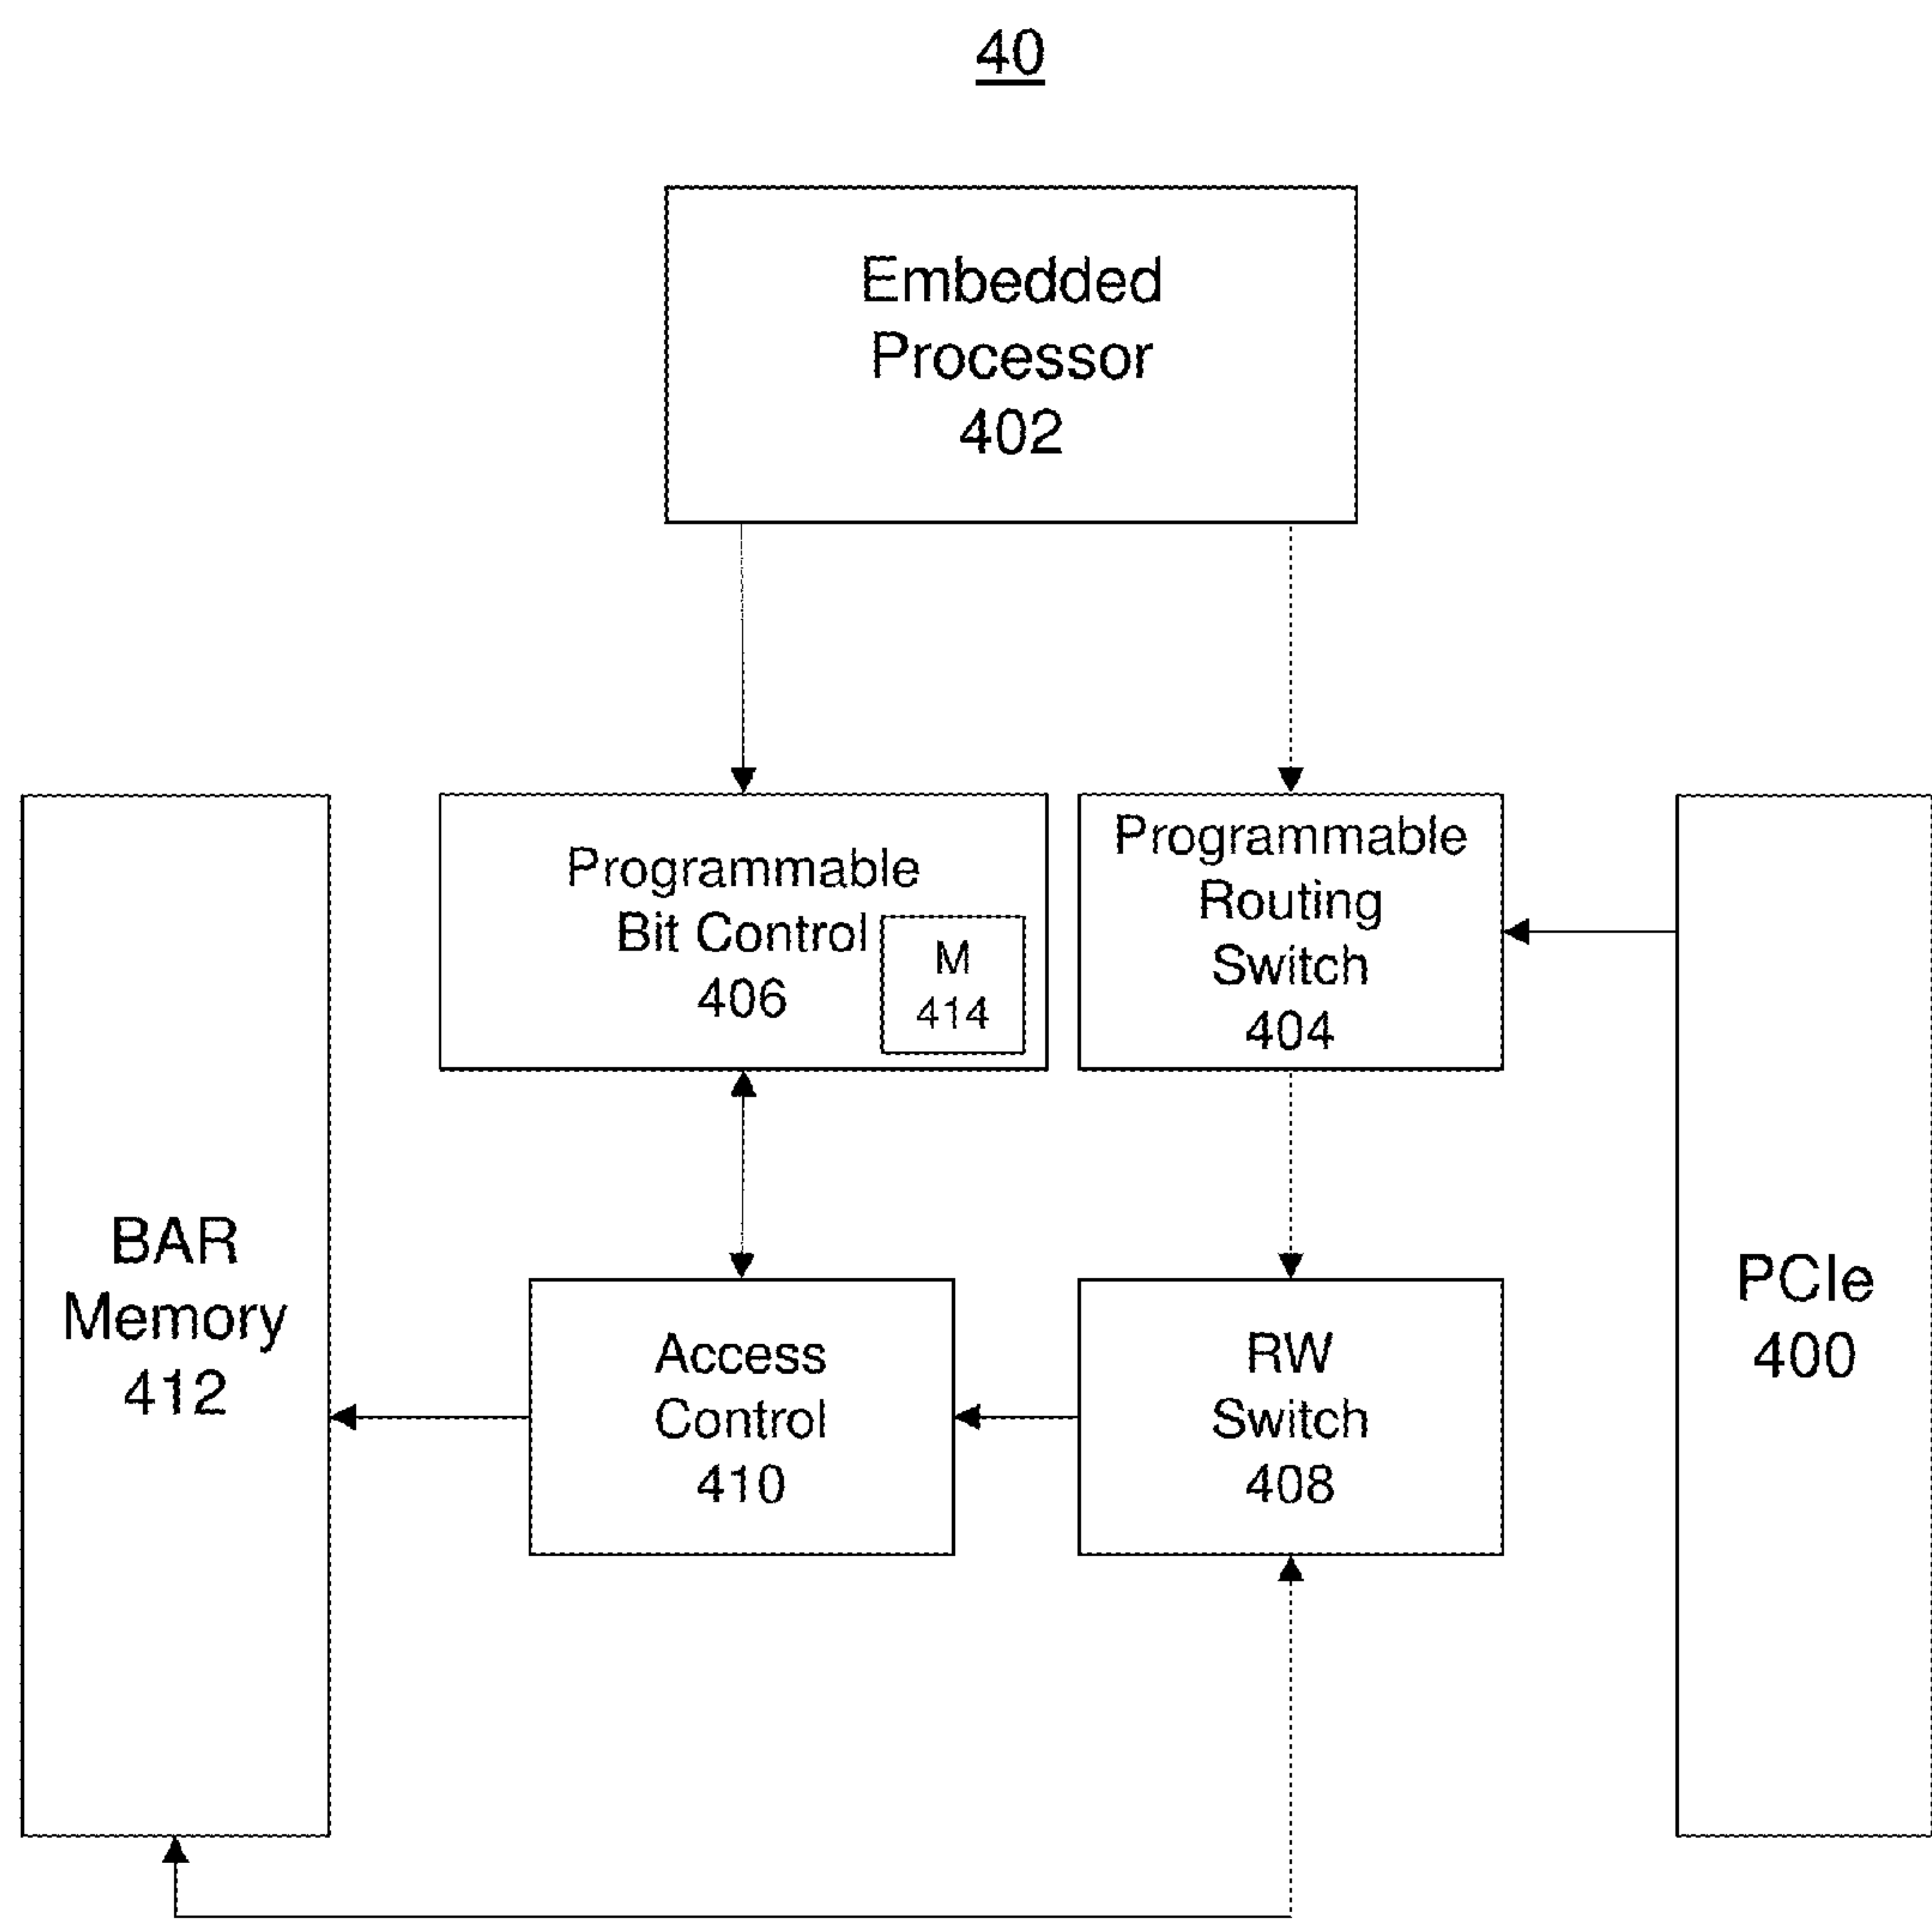 40
Embedded
Processor
402
Programmable
Bit Control
406
M
414
Programmable
Routing
Switch
404
BAR
Memory
412
Access
Control
410
RW
Switch
408
PCIe
400